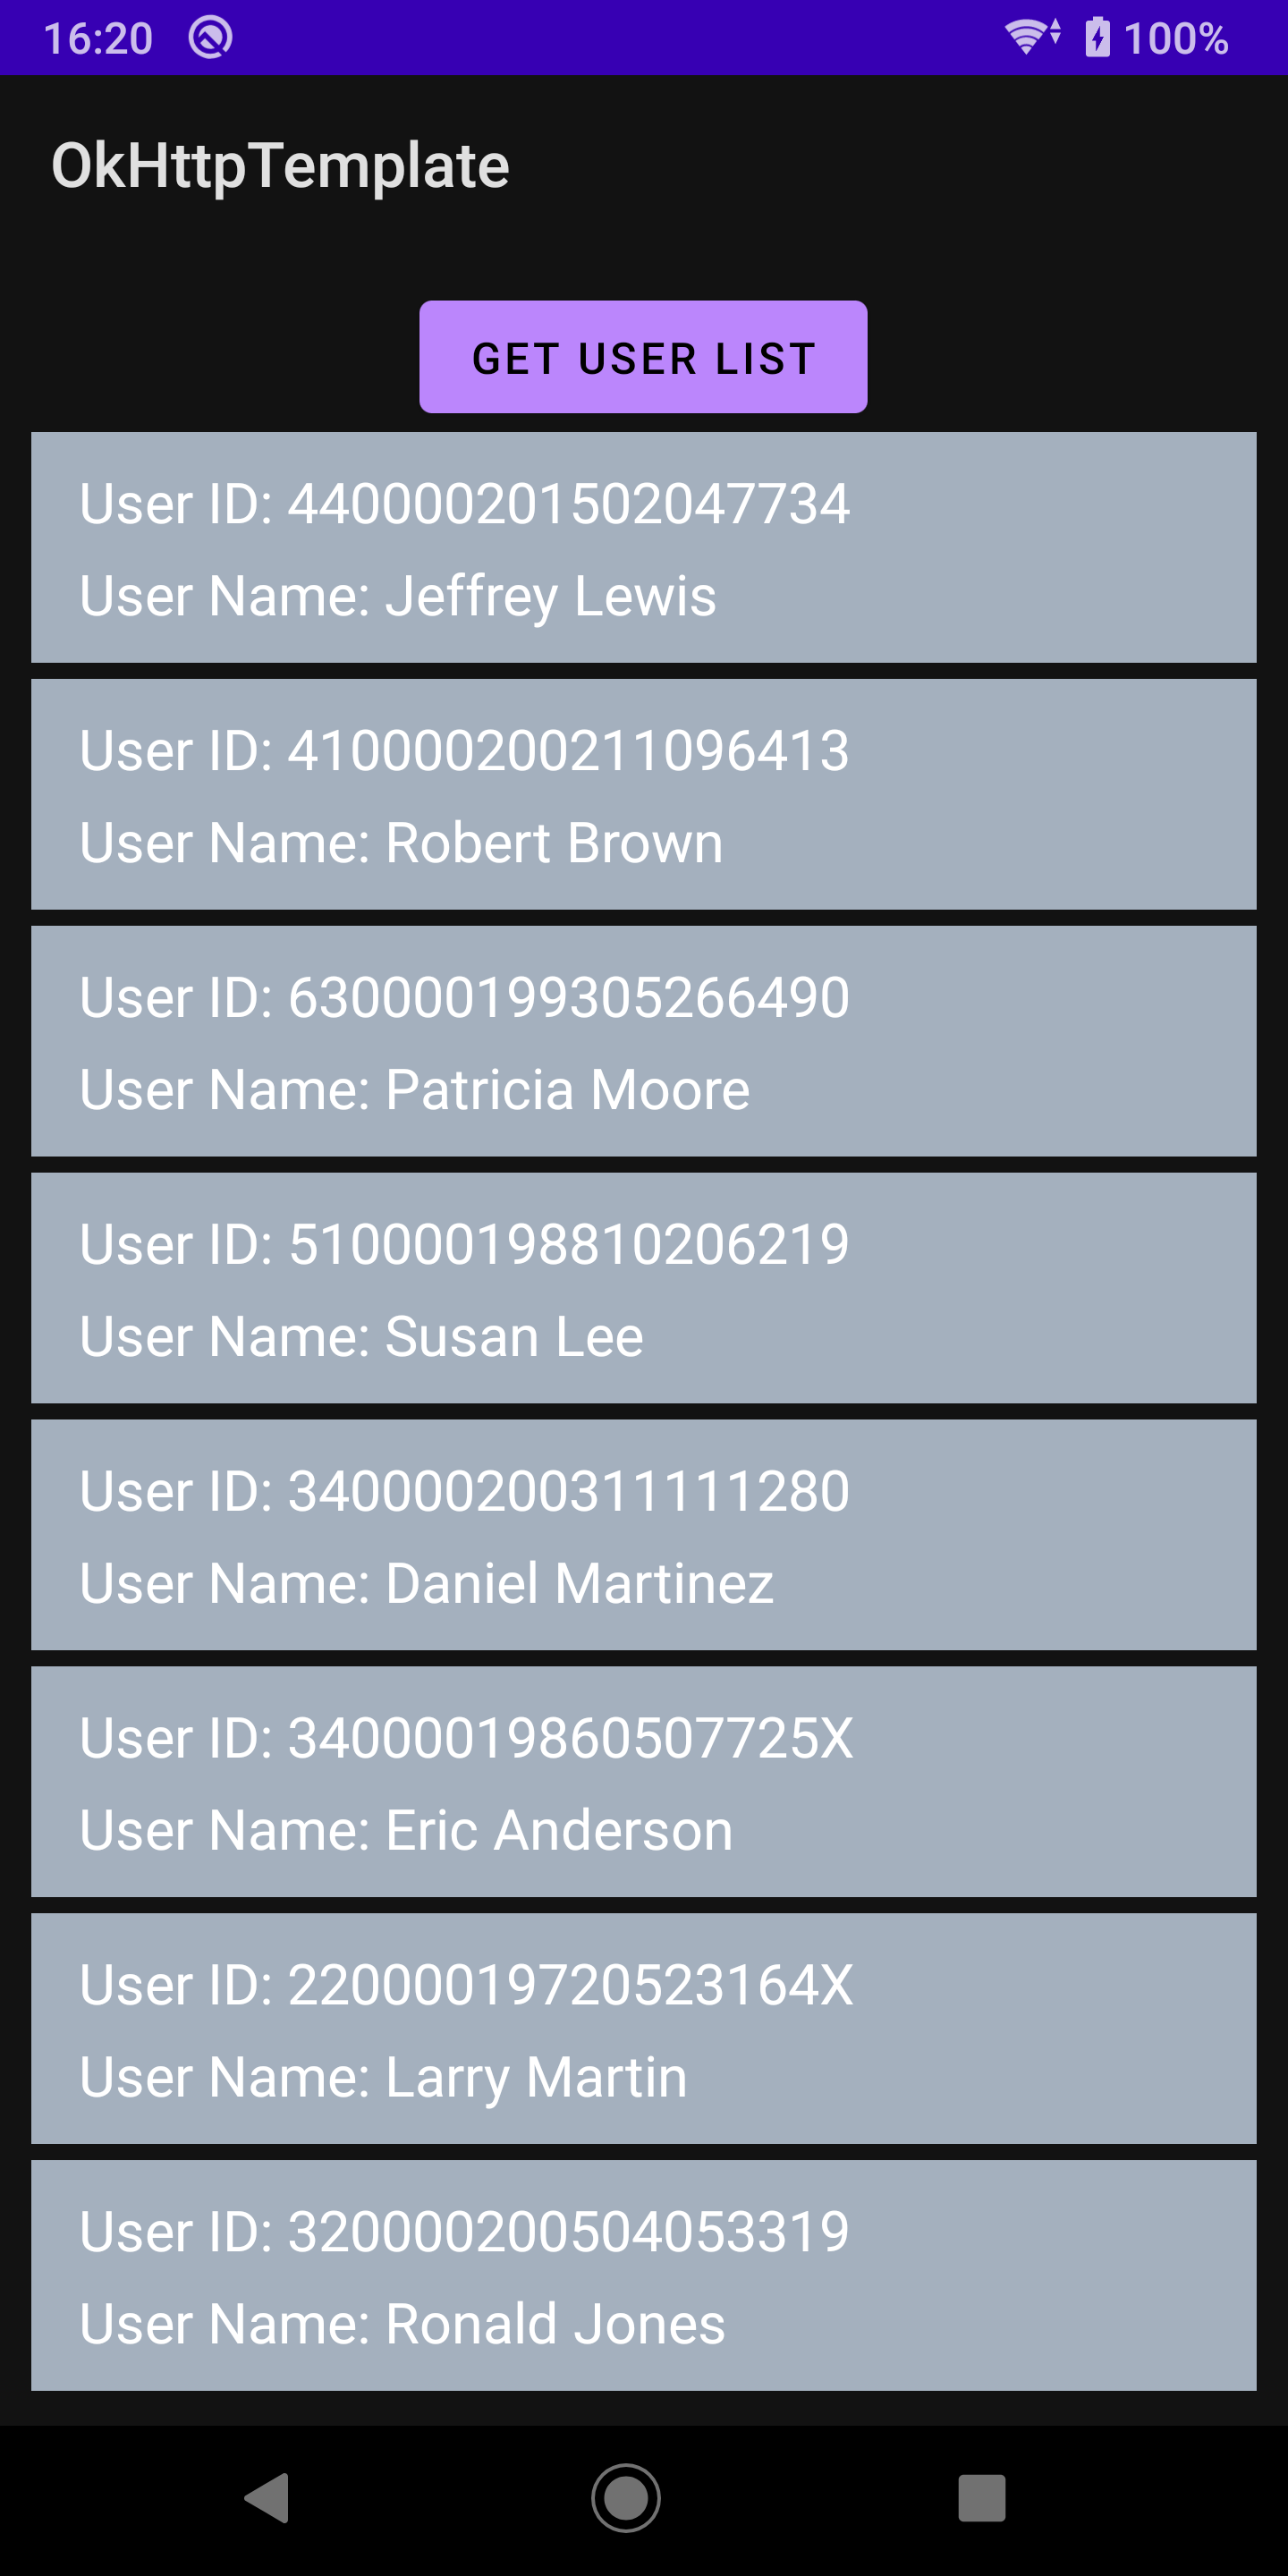 16:20
100%
OkHttpTemplate
GET USER LIST
User ID: 440000201502047734
User Name: Jeffrey Lewis
User ID: 410000200211096413
User Name: Robert Brown
User ID: 630000199305266490
User Name: Patricia Moore
User ID: 510000198810206219
User Name: Susan Lee
User ID: 340000200311111280
User Name: Daniel Martinez
User ID: 34000019860507725X
User Name: Eric Anderson
User ID: 22000019720523164X
User Name: Larry Martin
User ID: 320000200504053319
User Name: Ronald Jones